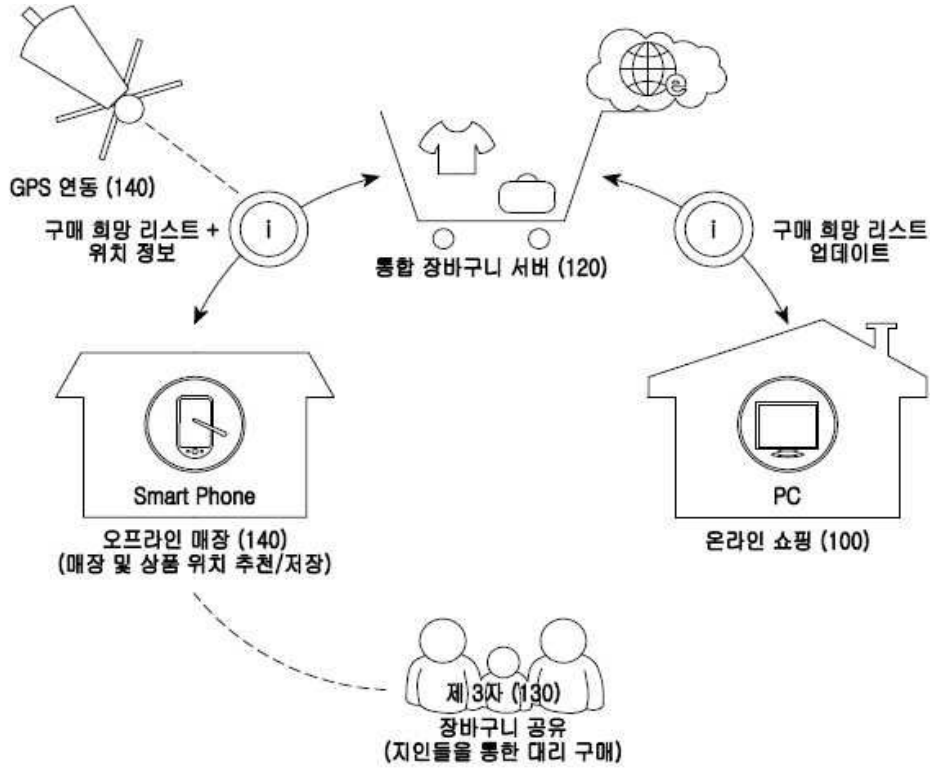 e
GPS 연동 (140)
구매 희망 리스트 +
위치 정보
i
통합 장바구니 서버 (120)
i
구매 희망 리스트
업데이트
Smart Phone
오프라인 매장 (140)
(매장 및 상품 위치 추천/저장)
PC
온라인 쇼핑 (100)
제 3자 (130)
장바구니 공유
(지인들을 통한 대리 구매)